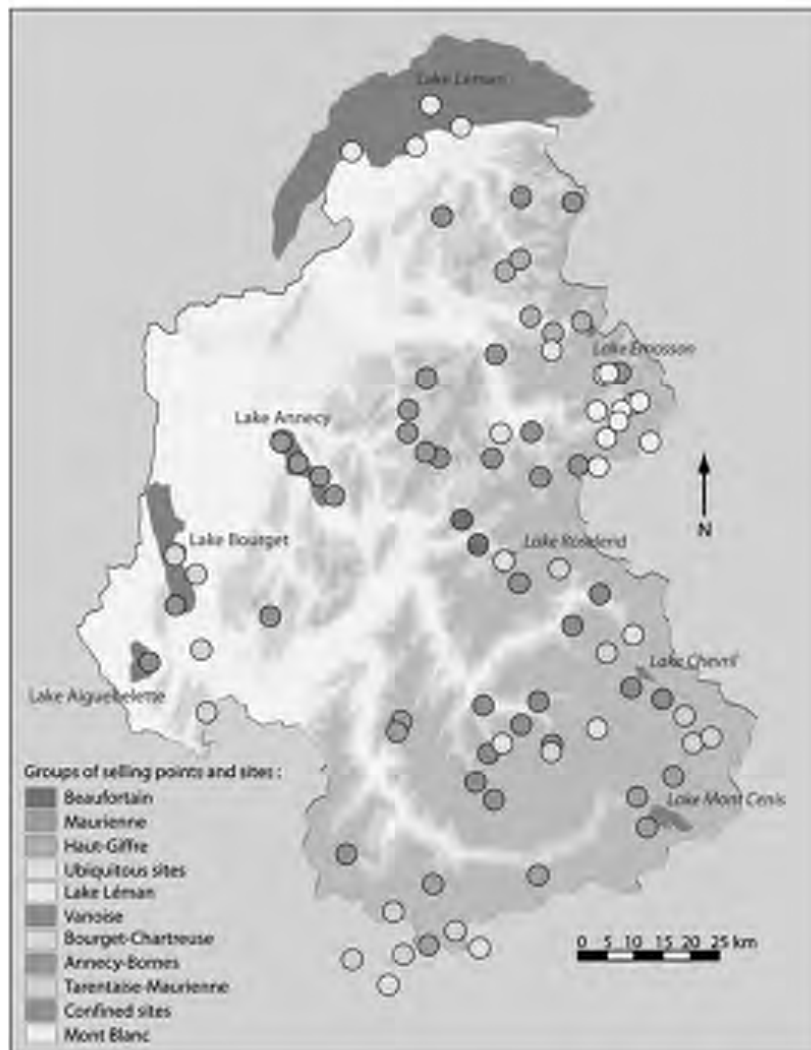 Lake Léman
Lake Emosson
Lake Annecy
N
Lake Bourget
Lake Roselend
Lake Chevril
Lake Aiguebelette
Lake Mont Cenis
Groups of selling points and sites :
Beaufortain
Maurienne
Haut-Giffre
Ubiquitous sites
Lake Léman
Vanoise
Bourget-Chartreuse
Annecy-Bornes
Tarentaise-Maurienne
Confined sites
Mont Blanc
0 5 10 15 20 25 km